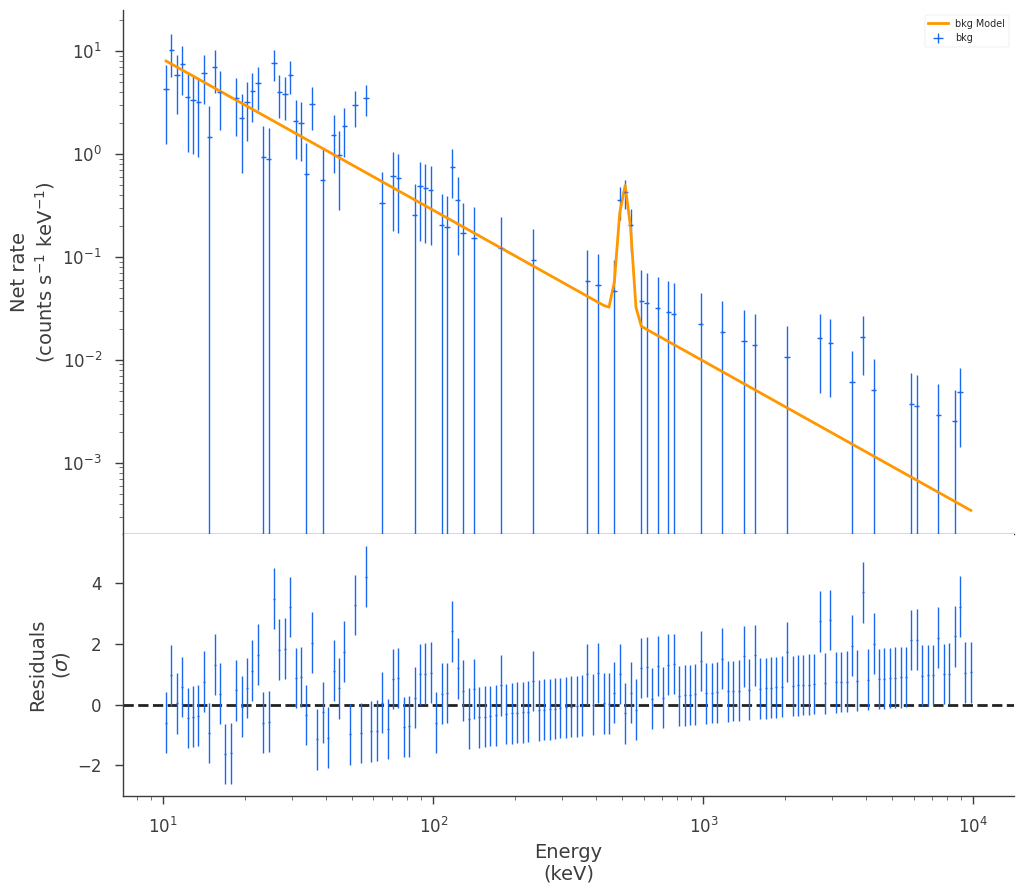 bkg Model
bkg
Net rate
(counts s⁻¹ keV⁻¹)
10¹
10⁰
10⁻¹
10⁻²
10⁻³
Residuals
(σ)
4
2
0
−2
10¹ 10² 10³ 10⁴
Energy
(keV)